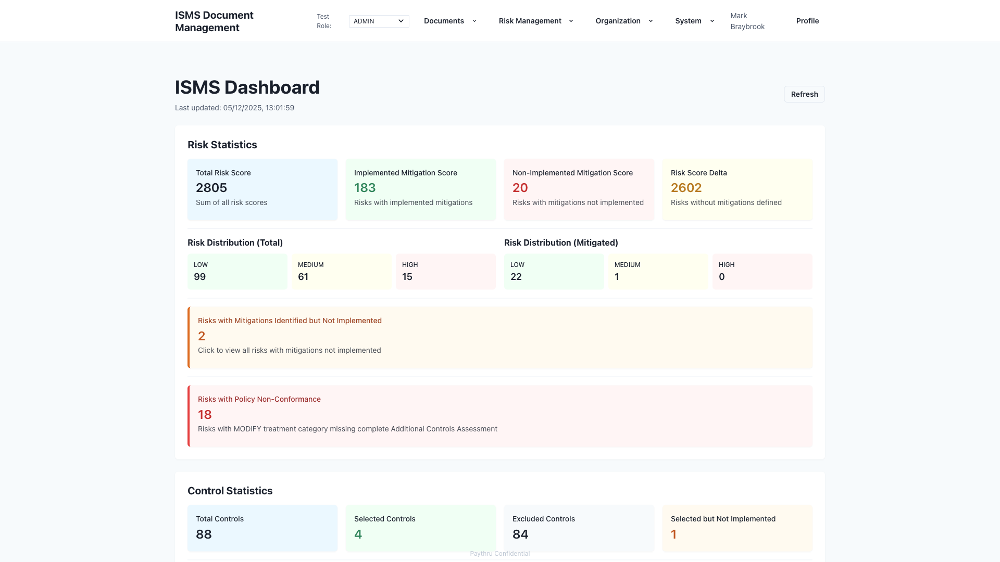 ISMS Document
Management
Test
Role:
ADMIN
Documents
Risk Management
Organization
System
Mark
Braybrook
Profile
ISMS Dashboard
Last updated: 05/12/2025, 13:01:59
Refresh
Risk Statistics
Total Risk Score
2805
Sum of all risk scores
Implemented Mitigation Score
183
Risks with implemented mitigations
Non-Implemented Mitigation Score
20
Risks with mitigations not implemented
Risk Score Delta
2602
Risks without mitigations defined
Risk Distribution (Total)
LOW
99
MEDIUM
61
HIGH
15
Risk Distribution (Mitigated)
LOW
22
MEDIUM
1
HIGH
0
Risks with Mitigations Identified but Not Implemented
2
Click to view all risks with mitigations not implemented
Risks with Policy Non-Conformance
18
Risks with MODIFY treatment category missing complete Additional Controls Assessment
Control Statistics
Total Controls
88
Selected Controls
4
Excluded Controls
84
Selected but Not Implemented
1
Paythru Confidential